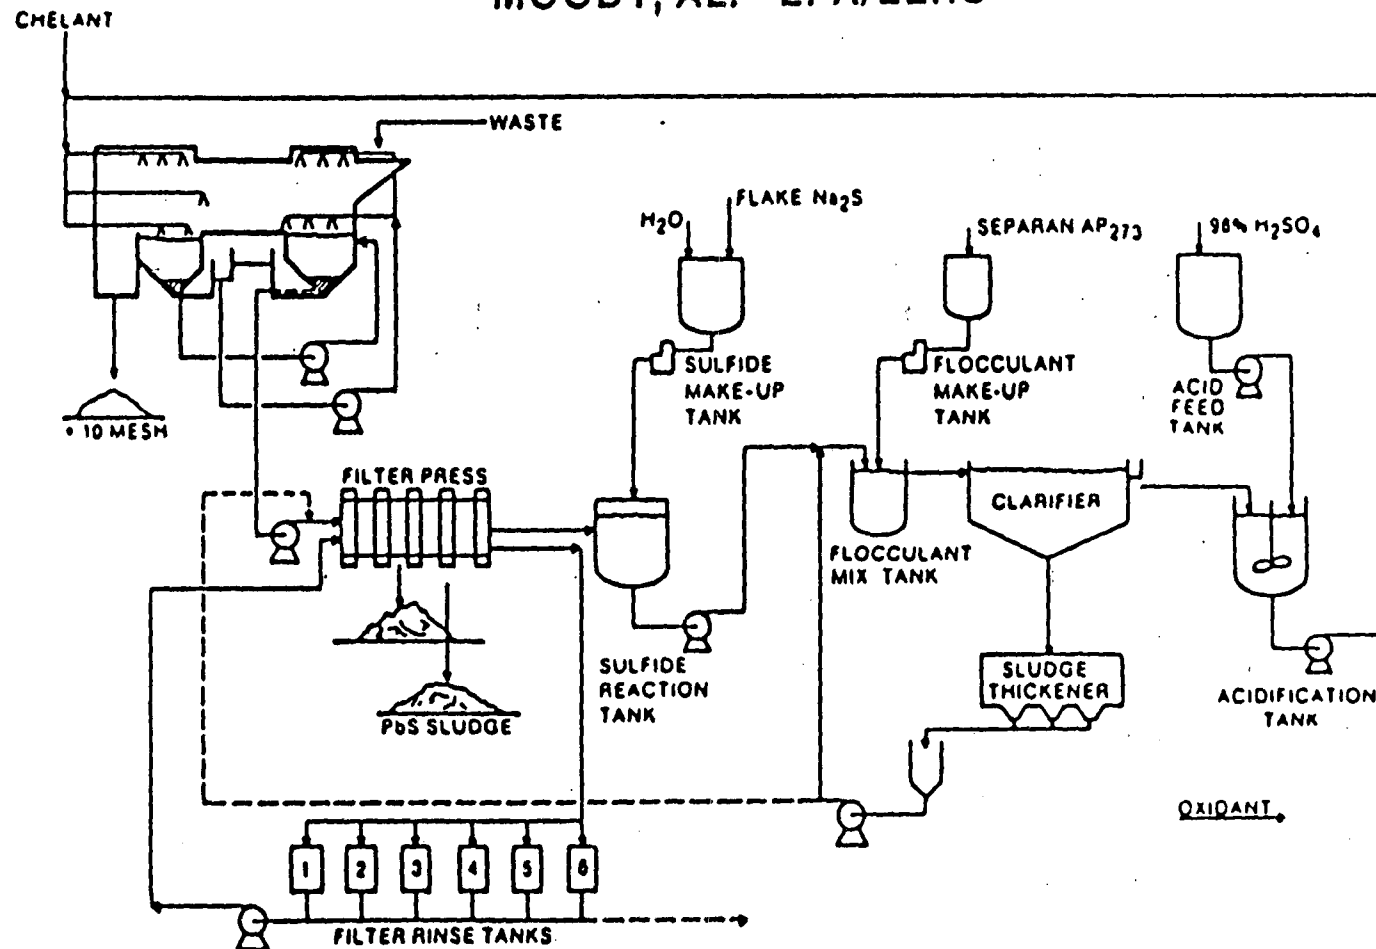 CHELANT
WASTE
H2O
FLAKE Na2S
SEPARAN AP273
98% H2SO4
SULFIDE
MAKE-UP
TANK
FLOCCULANT
MAKE-UP
TANK
ACID
FEED
TANK
+ 10 MESH
FILTER PRESS
CLARIFIER
FLOCCULANT
MIX TANK
SULFIDE
REACTION
TANK
SLUDGE
THICKENER
ACIDIFICATION
TANK
PbS SLUDGE
OXIDANT
1 2 3 4 5 6
FILTER RINSE TANKS